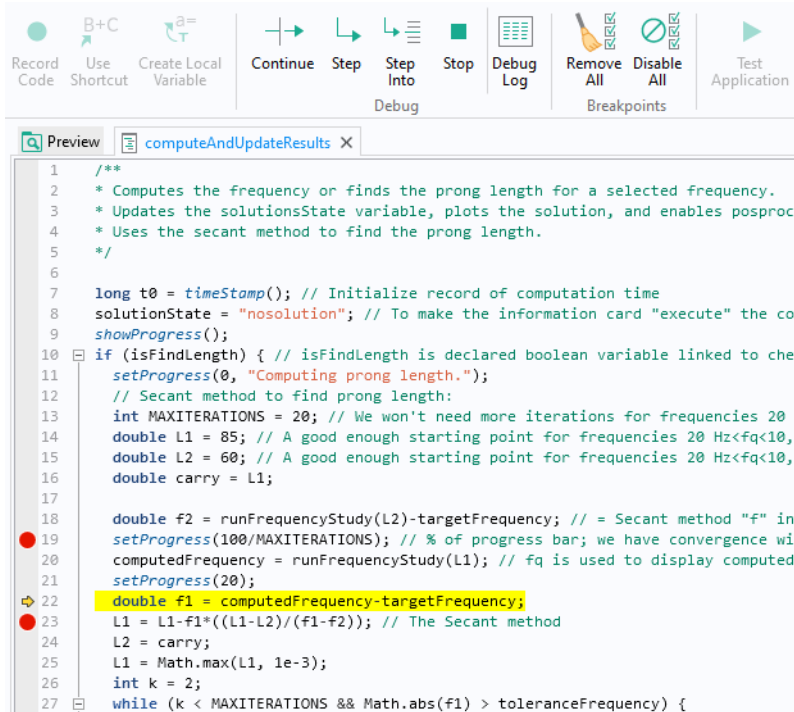 B+C
a=
Record Code
Use Shortcut
Create Local Variable
Continue
Step
Step Into
Stop
Debug Log
Remove All
Disable All
Test Application
Debug
Breakpoints
Preview
computeAndUpdateResults
1 /**
2 * Computes the frequency or finds the prong length for a selected frequency.
3 * Updates the solutionsState variable, plots the solution, and enables posproc
4 * Uses the secant method to find the prong length.
5 */
6
7 long t0 = timeStamp(); // Initialize record of computation time
8 solutionState = "nosolution"; // To make the information card "execute" the co
9 showProgress();
10 if (isFindLength) { // isFindLength is declared boolean variable linked to che
11 setProgress(0, "Computing prong length.");
12 // Secant method to find prong length:
13 int MAXITERATIONS = 20; // We won't need more iterations for frequencies 20
14 double L1 = 85; // A good enough starting point for frequencies 20 Hz<fq<10,
15 double L2 = 60; // A good enough starting point for frequencies 20 Hz<fq<10,
16 double carry = L1;
17
18 double f2 = runFrequencyStudy(L2)-targetFrequency; // = Secant method "f" in
19 setProgress(100/MAXITERATIONS); // % of progress bar; we have convergence wi
20 computedFrequency = runFrequencyStudy(L1); // fq is used to display computed
21 setProgress(20);
22 double f1 = computedFrequency-targetFrequency;
23 L1 = L1-f1*((L1-L2)/(f1-f2)); // The Secant method
24 L2 = carry;
25 L1 = Math.max(L1, 1e-3);
26 int k = 2;
27 while (k < MAXITERATIONS && Math.abs(f1) > toleranceFrequency) {